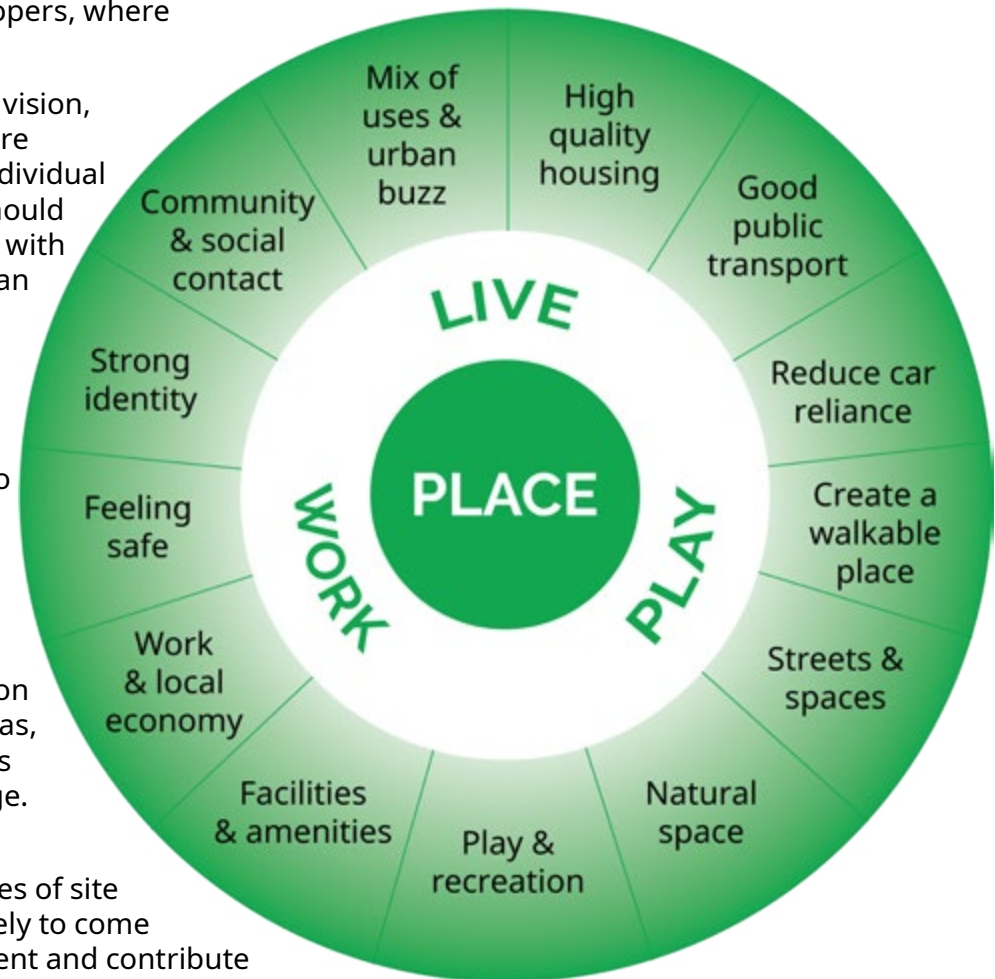 opers, where
vision,
re
dividual
ould
with
an
o
on
as,
s
ge.
es of site
ely to come
ent and contribute
Mix of
uses &
urban
buzz
High
quality
housing
Good
public
transport
Reduce car
reliance
Create a
walkable
place
Streets &
spaces
Natural
space
Play &
recreation
Facilities
& amenities
Work
& local
economy
Feeling
safe
Strong
identity
Community
& social
contact
LIVE
PLAY
WORK
PLACE